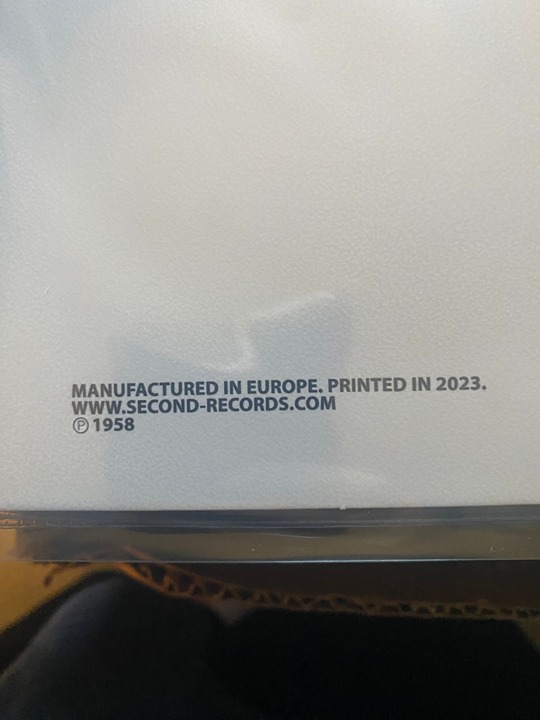 MANUFACTURED IN EUROPE. PRINTED IN 2023.
WWW.SECOND-RECORDS.COM
℗ 1958